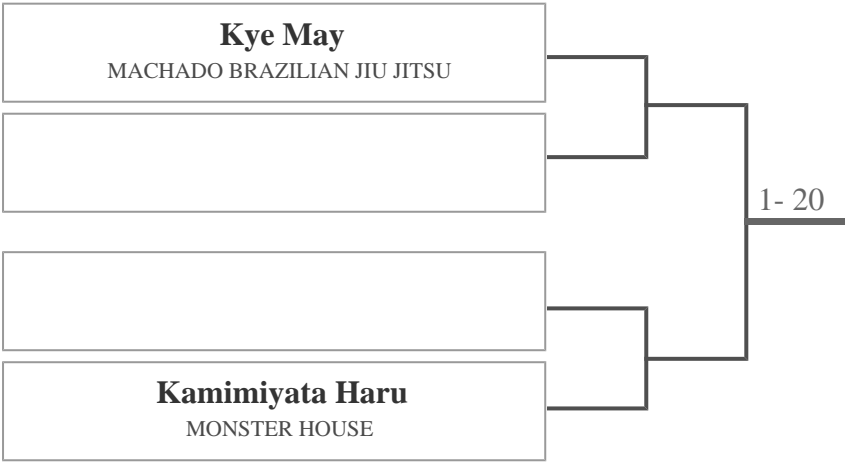 Kye May
MACHADO BRAZILIAN JIU JITSU
1- 20
Kamimiyata Haru
MONSTER HOUSE